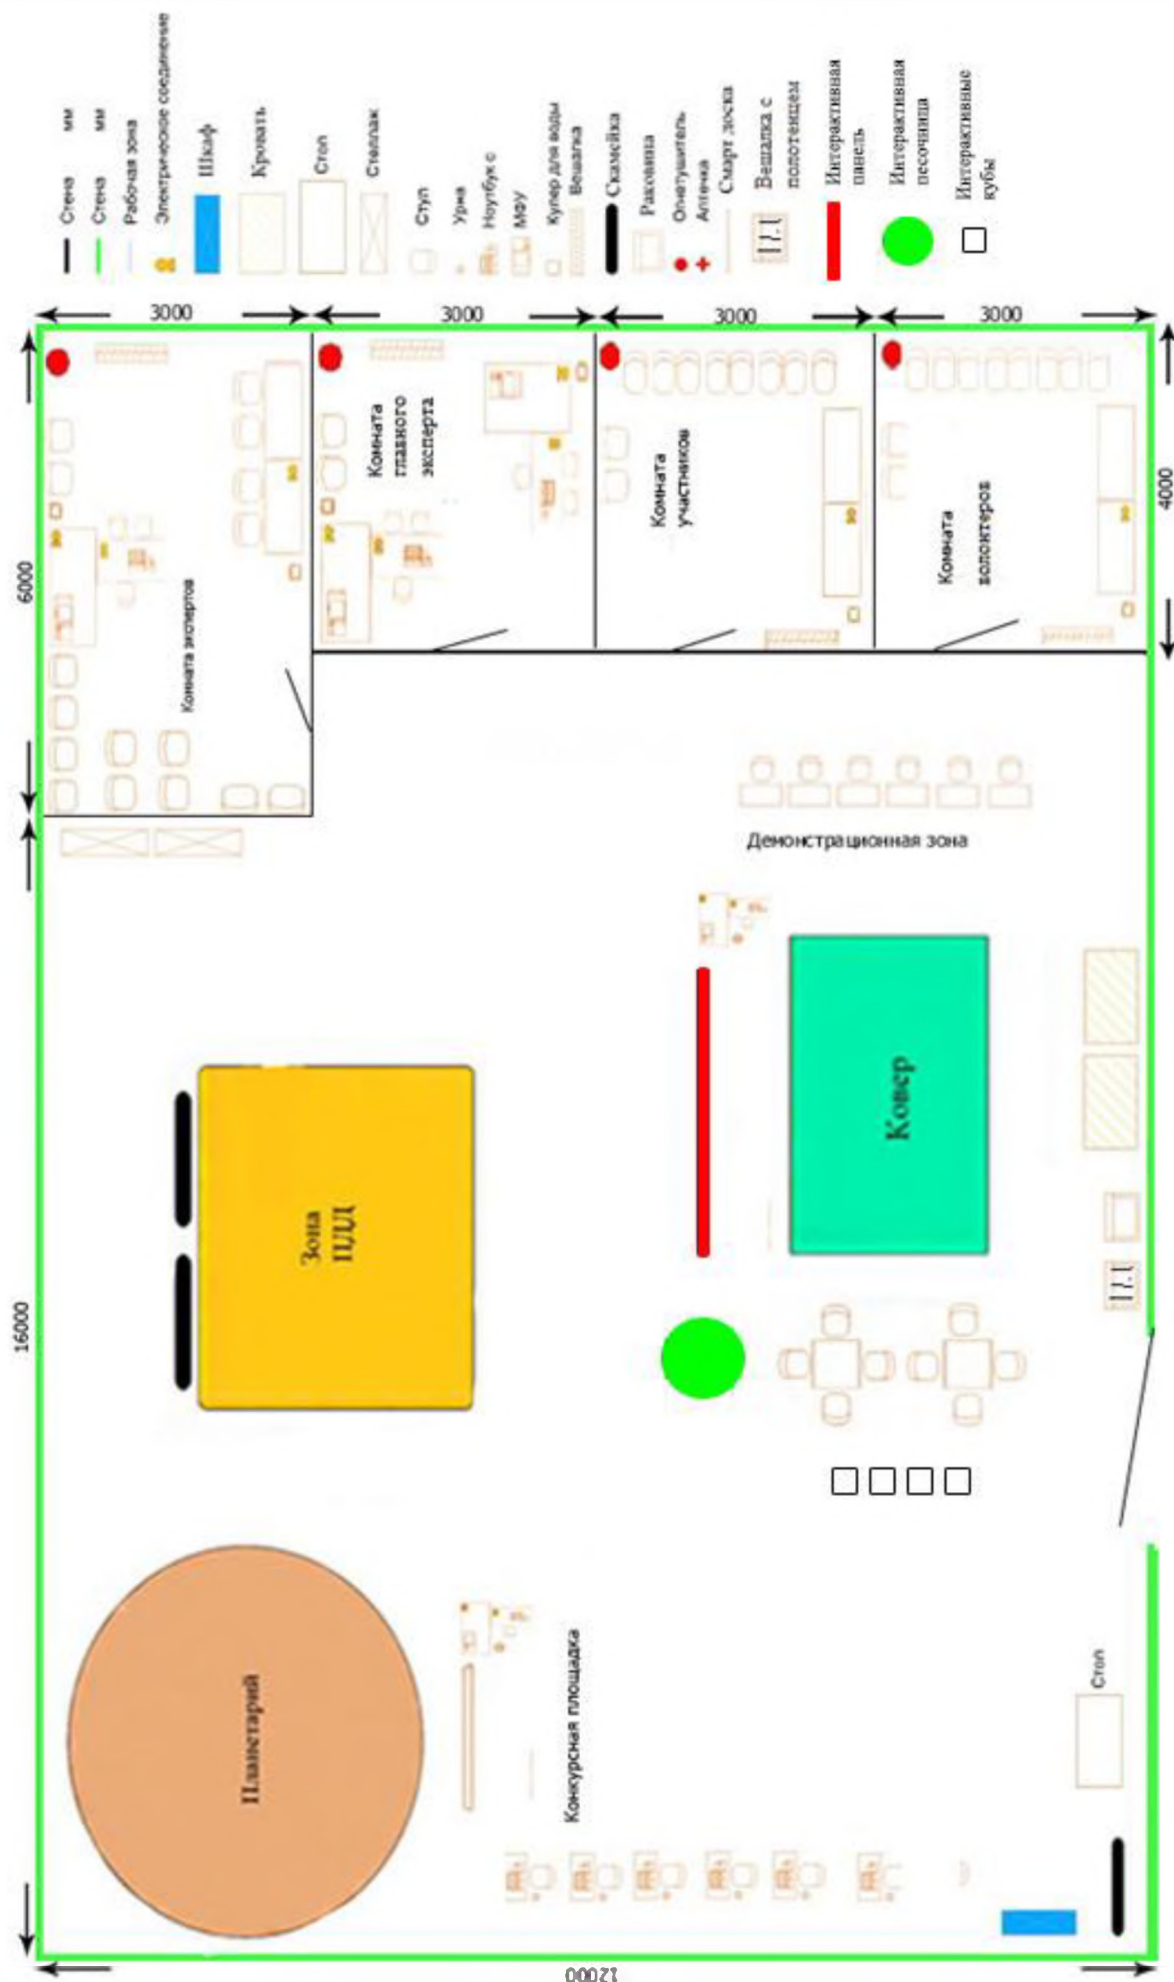 Стена мм
Стена мм
Рабочая зона
Электрическое соединение
Шкаф
Кровать
Стол
Стеллаж
Стул
Урна
Ноутбук с
МФУ
Кулер для воды
Вешалка
Скамейка
Раковина
Огнетушитель
Аптечка
Смарт доска
Вешалка с
полотенцем
Интерактивная
панель
Интерактивная
песочница
Интерактивные
кубы
3000
3000
3000
3000
6000
4000
16000
12000
Комната экспертов
Комната
главного
эксперта
Комната
участников
Комната
волонтеров
Демонстрационная зона
Ковер
Зона
ПДД
Планетарий
Конкурсная площадка
Стол